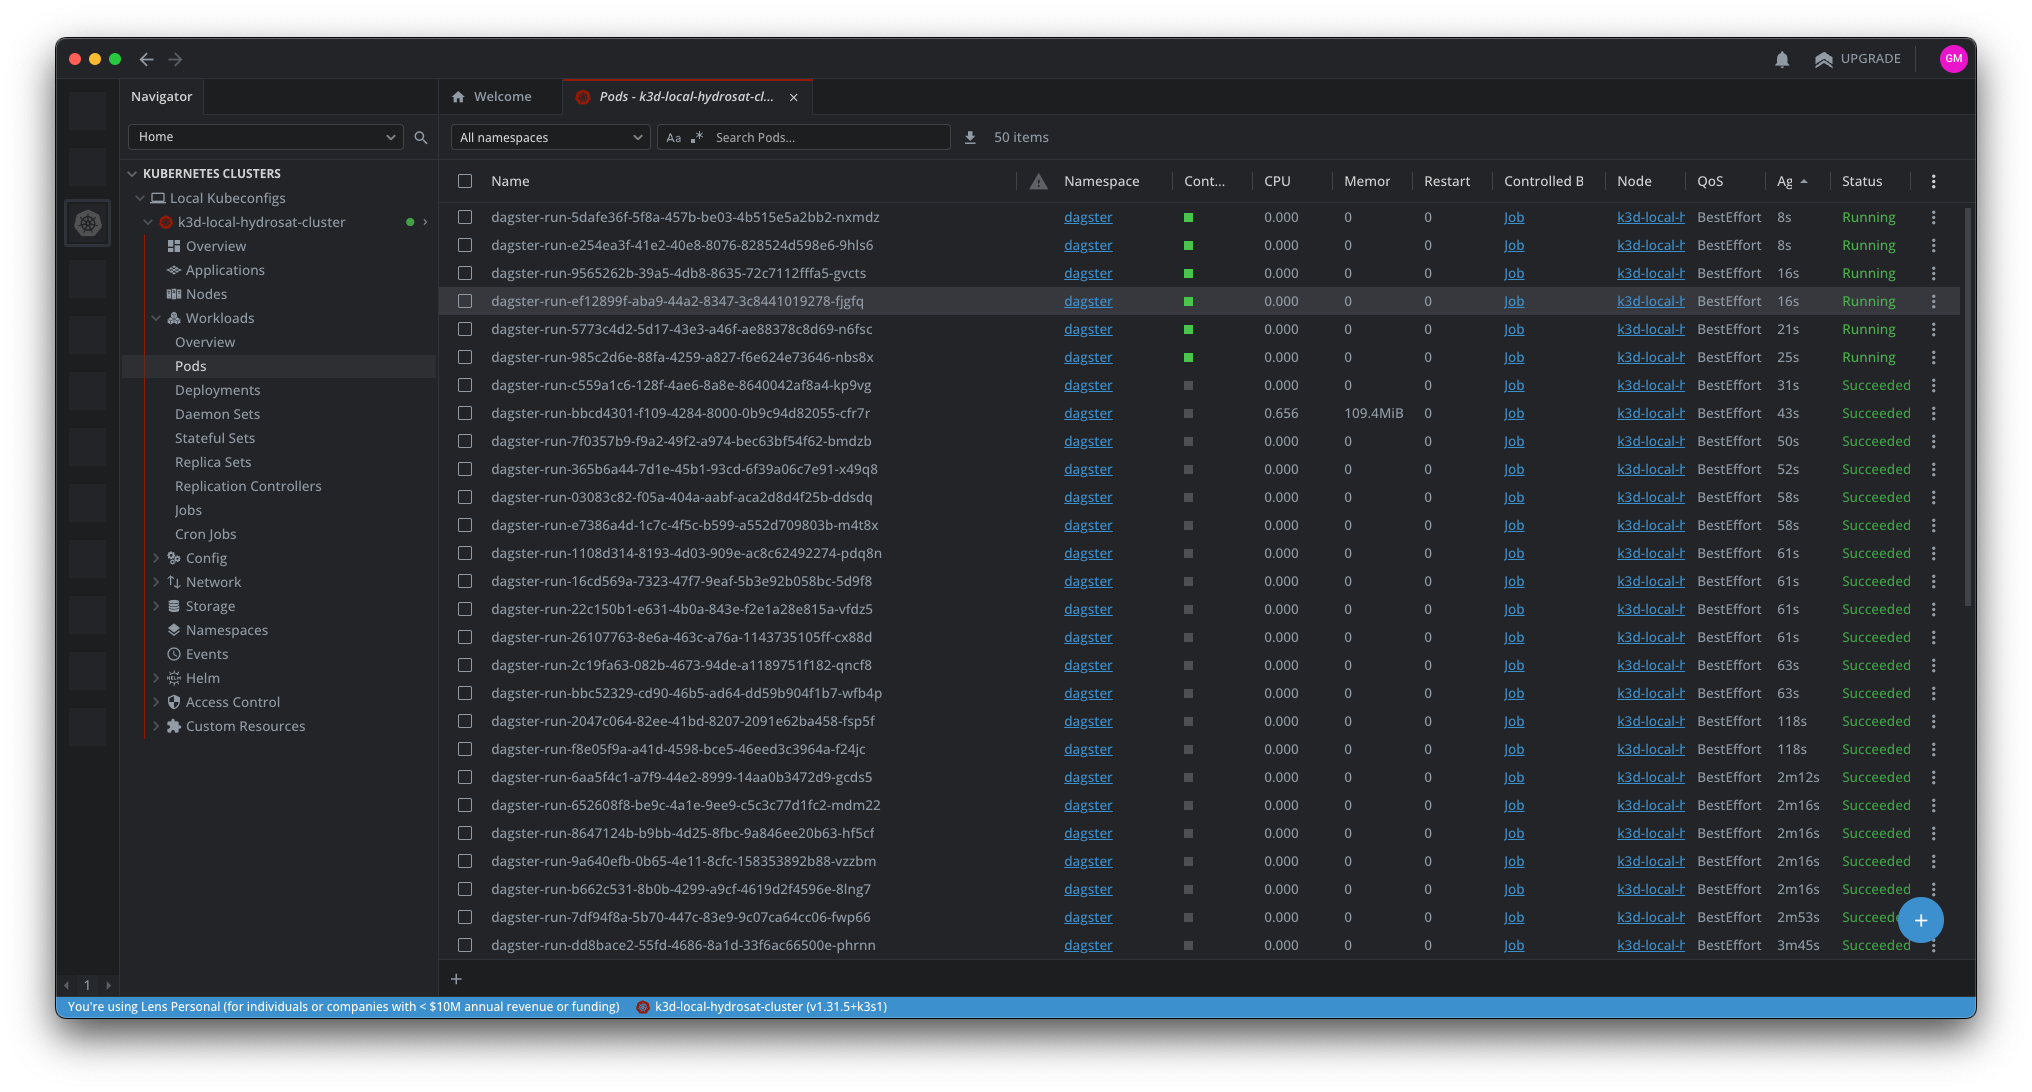 UPGRADE
GM
Navigator
Welcome
Pods - k3d-local-hydrosat-cl...
Home
All namespaces
Aa .* Search Pods...
50 items
KUBERNETES CLUSTERS
Local Kubeconfigs
k3d-local-hydrosat-cluster
Overview
Applications
Nodes
Workloads
Overview
Pods
Deployments
Daemon Sets
Stateful Sets
Replica Sets
Replication Controllers
Jobs
Cron Jobs
Config
Network
Storage
Namespaces
Events
HELM Helm
Access Control
Custom Resources
Name Namespace Cont... CPU Memor Restart Controlled B Node QoS Ag Status
dagster-run-5dafe36f-5f8a-457b-be03-4b515e5a2bb2-nxmdz dagster 0.000 0 0 Job k3d-local-h BestEffort 8s Running
dagster-run-e254ea3f-41e2-40e8-8076-828524d598e6-9hls6 dagster 0.000 0 0 Job k3d-local-h BestEffort 8s Running
dagster-run-9565262b-39a5-4db8-8635-72c7112fffa5-gvcts dagster 0.000 0 0 Job k3d-local-h BestEffort 16s Running
dagster-run-ef12899f-aba9-44a2-8347-3c8441019278-fjgfq dagster 0.000 0 0 Job k3d-local-h BestEffort 16s Running
dagster-run-5773c4d2-5d17-43e3-a46f-ae88378c8d69-n6fsc dagster 0.000 0 0 Job k3d-local-h BestEffort 21s Running
dagster-run-985c2d6e-88fa-4259-a827-f6e624e73646-nbs8x dagster 0.000 0 0 Job k3d-local-h BestEffort 25s Running
dagster-run-c559a1c6-128f-4ae6-8a8e-8640042af8a4-kp9vg dagster 0.000 0 0 Job k3d-local-h BestEffort 31s Succeeded
dagster-run-bbcd4301-f109-4284-8000-0b9c94d82055-cfr7r dagster 0.656 109.4MiB 0 Job k3d-local-h BestEffort 43s Succeeded
dagster-run-7f0357b9-f9a2-49f2-a974-bec63bf54f62-bmdzb dagster 0.000 0 0 Job k3d-local-h BestEffort 50s Succeeded
dagster-run-365b6a44-7d1e-45b1-93cd-6f39a06c7e91-x49q8 dagster 0.000 0 0 Job k3d-local-h BestEffort 52s Succeeded
dagster-run-03083c82-f05a-404a-aabf-aca2d8d4f25b-ddsdq dagster 0.000 0 0 Job k3d-local-h BestEffort 58s Succeeded
dagster-run-e7386a4d-1c7c-4f5c-b599-a552d709803b-m4t8x dagster 0.000 0 0 Job k3d-local-h BestEffort 58s Succeeded
dagster-run-1108d314-8193-4d03-909e-ac8c62492274-pdq8n dagster 0.000 0 0 Job k3d-local-h BestEffort 61s Succeeded
dagster-run-16cd569a-7323-47f7-9eaf-5b3e92b058bc-5d9f8 dagster 0.000 0 0 Job k3d-local-h BestEffort 61s Succeeded
dagster-run-22c150b1-e631-4b0a-843e-f2e1a28e815a-vfdz5 dagster 0.000 0 0 Job k3d-local-h BestEffort 61s Succeeded
dagster-run-26107763-8e6a-463c-a76a-1143735105ff-cx88d dagster 0.000 0 0 Job k3d-local-h BestEffort 61s Succeeded
dagster-run-2c19fa63-082b-4673-94de-a1189751f182-qncf8 dagster 0.000 0 0 Job k3d-local-h BestEffort 63s Succeeded
dagster-run-bbc52329-cd90-46b5-ad64-dd59b904f1b7-wfb4p dagster 0.000 0 0 Job k3d-local-h BestEffort 63s Succeeded
dagster-run-2047c064-82ee-41bd-8207-2091e62ba458-fsp5f dagster 0.000 0 0 Job k3d-local-h BestEffort 118s Succeeded
dagster-run-f8e05f9a-a41d-4598-bce5-46eed3c3964a-f24jc dagster 0.000 0 0 Job k3d-local-h BestEffort 118s Succeeded
dagster-run-6aa5f4c1-a7f9-44e2-8999-14aa0b3472d9-gcds5 dagster 0.000 0 0 Job k3d-local-h BestEffort 2m12s Succeeded
dagster-run-652608f8-be9c-4a1e-9ee9-c5c3c77d1fc2-mdm22 dagster 0.000 0 0 Job k3d-local-h BestEffort 2m16s Succeeded
dagster-run-8647124b-b9bb-4d25-8fbc-9a846ee20b63-hf5cf dagster 0.000 0 0 Job k3d-local-h BestEffort 2m16s Succeeded
dagster-run-9a640efb-0b65-4e11-8cfc-158353892b88-vzzbm dagster 0.000 0 0 Job k3d-local-h BestEffort 2m16s Succeeded
dagster-run-b662c531-8b0b-4299-a9cf-4619d2f4596e-8lng7 dagster 0.000 0 0 Job k3d-local-h BestEffort 2m16s Succeeded
dagster-run-7df94f8a-5b70-447c-83e9-9c07ca64cc06-fwp66 dagster 0.000 0 0 Job k3d-local-h BestEffort 2m53s Succeede
dagster-run-dd8bace2-55fd-4686-8a1d-33f6ac66500e-phrnn dagster 0.000 0 0 Job k3d-local-h BestEffort 3m45s Succeeded
1
You're using Lens Personal (for individuals or companies with < $10M annual revenue or funding) k3d-local-hydrosat-cluster (v1.31.5+k3s1)